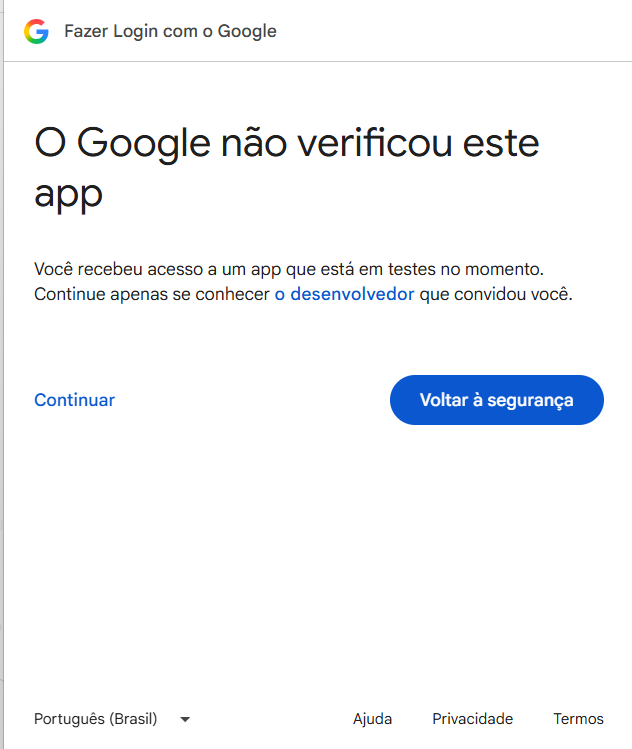 Fazer Login com o Google
O Google não verificou este
app
Você recebeu acesso a um app que está em testes no momento.
Continue apenas se conhecer o desenvolvedor que convidou você.
Continuar
Voltar à segurança
Português (Brasil)
Ajuda
Privacidade
Termos